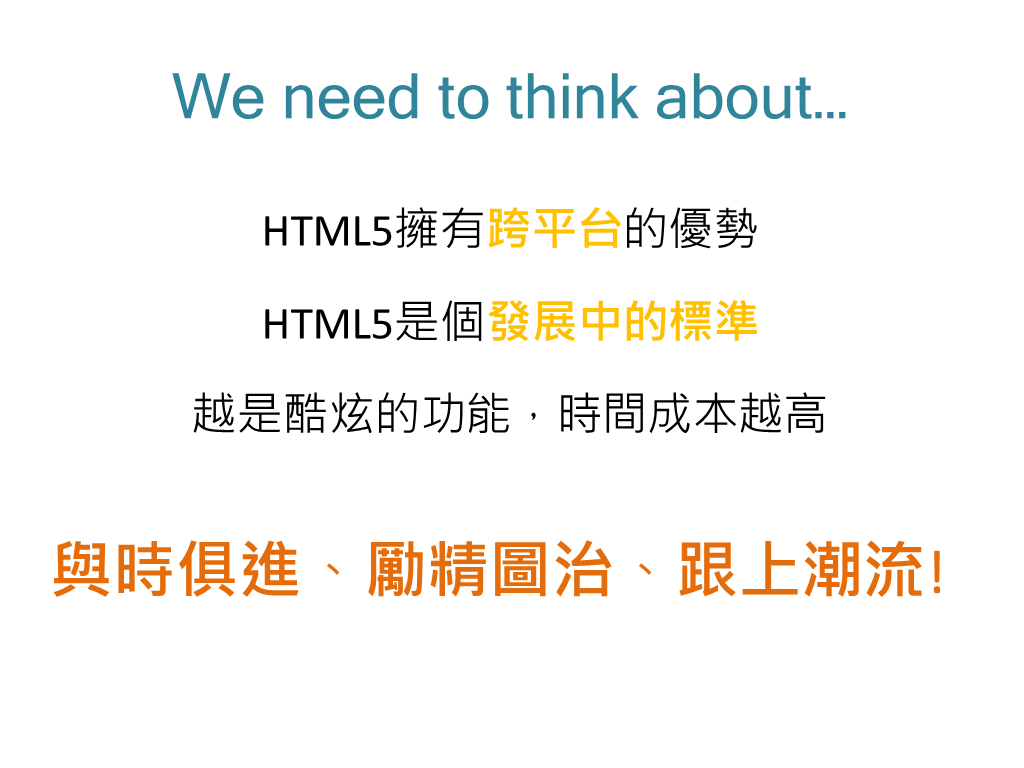 We need to think about...
HTML5擁有跨平台的優勢
HTML5是個發展中的標準
越是酷炫的功能，時間成本越高
與時俱進、勵精圖治、跟上潮流!